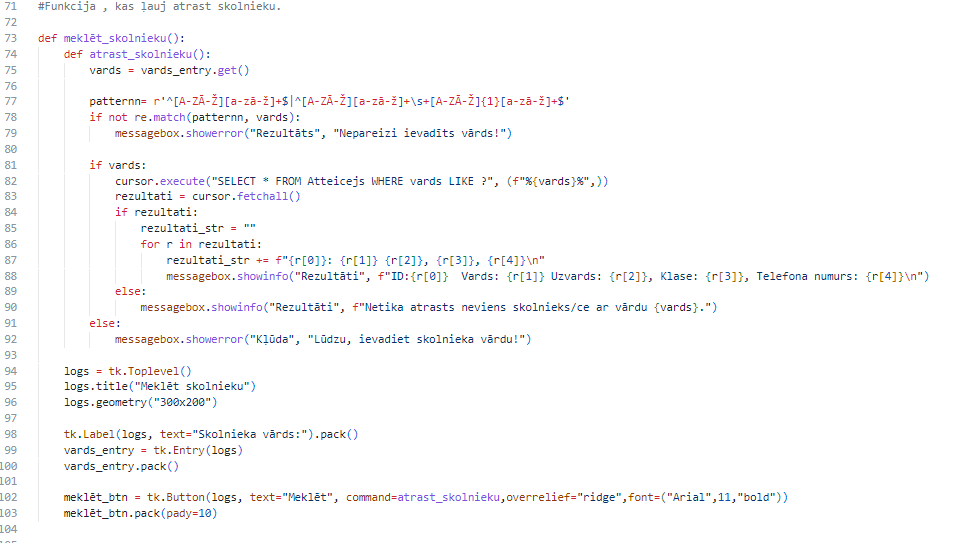 71 #Funkcija , kas ļauj atrast skolnieku.
72
73 def meklēt_skolnieku():
74 def atrast_skolnieku():
75 vards = vards_entry.get()
76
77 patternn= r'^[A-ZĀ-Ž][a-zā-ž]+$|^[A-ZĀ-Ž][a-zā-ž]+\s+[A-ZĀ-Ž]{1}[a-zā-ž]+$'
78 if not re.match(patternn, vards):
79 messagebox.showerror("Rezultāts", "Nepareizi ievadīts vārds!")
80
81 if vards:
82 cursor.execute("SELECT * FROM Atteicejs WHERE vards LIKE ?", (f"%{vards}%",))
83 rezultati = cursor.fetchall()
84 if rezultati:
85 rezultati_str = ""
86 for r in rezultati:
87 rezultati_str += f"{r[0]}: {r[1]} {r[2]}, {r[3]}, {r[4]}\n"
88 messagebox.showinfo("Rezultāti", f"ID:{r[0]}  Vards: {r[1]} Uzvards: {r[2]}, Klase: {r[3]}, Telefona numurs: {r[4]}\n")
89 else:
90 messagebox.showinfo("Rezultāti", f"Netika atrasts neviens skolnieks/ce ar vārdu {vards}.")
91 else:
92 messagebox.showerror("Kļūda", "Lūdzu, ievadiet skolnieka vārdu!")
93
94 logs = tk.Toplevel()
95 logs.title("Meklēt skolnieku")
96 logs.geometry("300x200")
97
98 tk.Label(logs, text="Skolnieka vārds:").pack()
99 vards_entry = tk.Entry(logs)
100 vards_entry.pack()
101
102 meklēt_btn = tk.Button(logs, text="Meklēt", command=atrast_skolnieku,overrelief="ridge",font=("Arial",11,"bold"))
103 meklēt_btn.pack(pady=10)
104